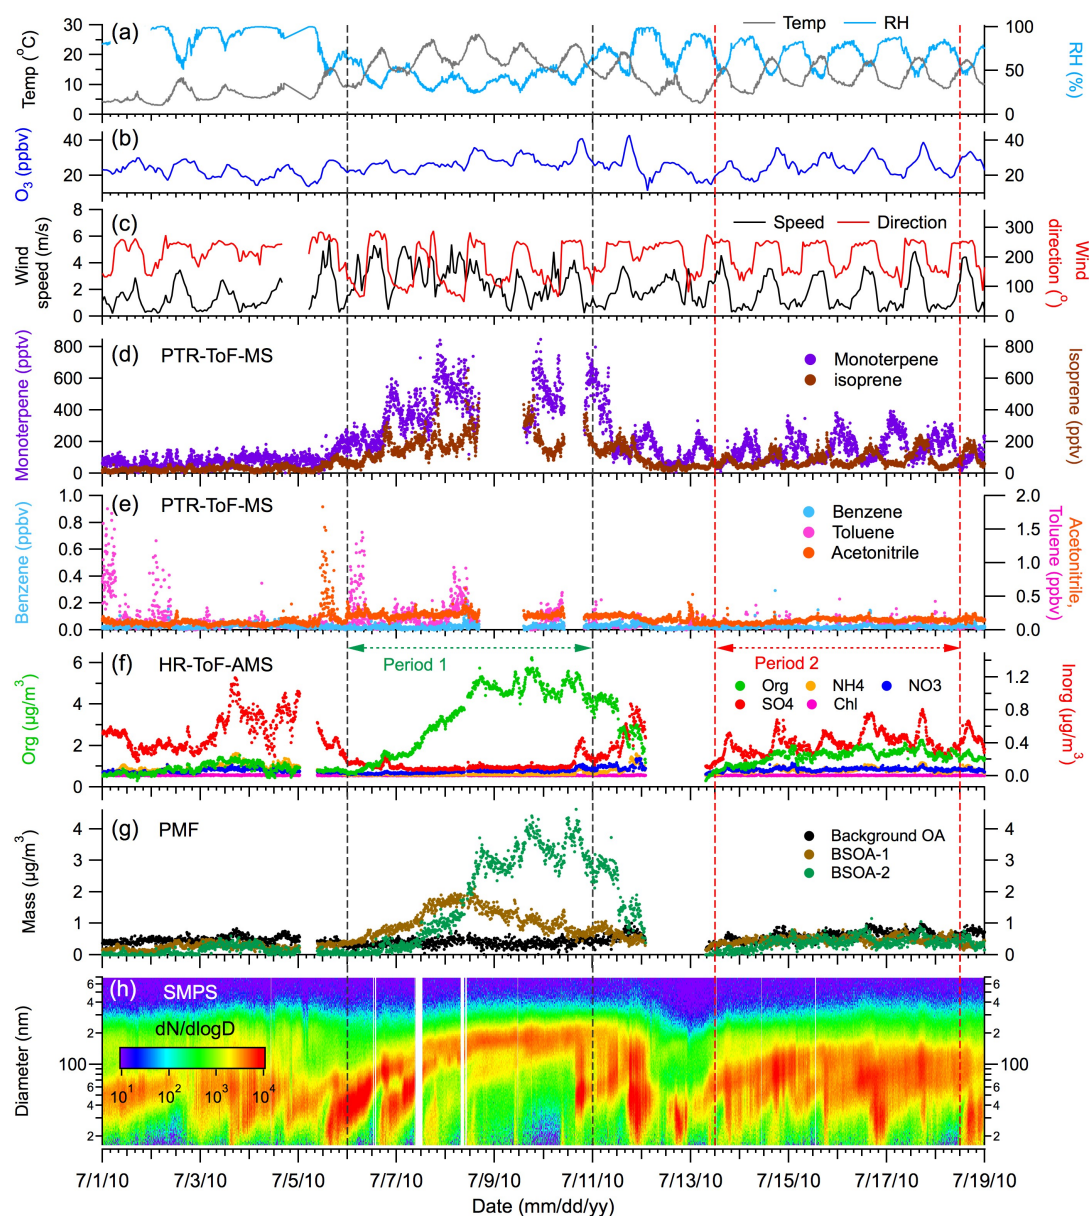 (a)
Temp
RH
Temp (°C)
30
20
10
0
RH (%)
100
50
0
(b)
O3 (ppbv)
40
20
40
20
(c)
Speed
Direction
Wind
speed (m/s)
8
6
4
2
0
Wind
direction (°)
300
200
100
0
(d)
PTR-ToF-MS
Monoterpene
isoprene
Monoterpene (pptv)
800
600
400
200
0
Isoprene (pptv)
800
600
400
200
0
(e)
PTR-ToF-MS
Benzene
Toluene
Acetonitrile
Benzene (ppbv)
1.0
0.8
0.6
0.4
0.2
0.0
Acetonitrile,
Toluene (ppbv)
2.0
1.5
1.0
0.5
0.0
(f)
HR-ToF-AMS
Period 1
Period 2
Org
NH4
NO3
SO4
Chl
Org (µg/m3)
6
4
2
0
Inorg (µg/m3)
1.2
0.8
0.4
0.0
(g)
PMF
Background OA
BSOA-1
BSOA-2
Mass (µg/m3)
4
3
2
1
0
4
3
2
1
0
(h)
SMPS
dN/dlogD
10^1
10^2
10^3
10^4
Diameter (nm)
6
4
2
100
6
4
2
6
4
2
100
6
4
2
7/1/10
7/3/10
7/5/10
7/7/10
7/9/10
7/11/10
7/13/10
7/15/10
7/17/10
7/19/10
Date (mm/dd/yy)